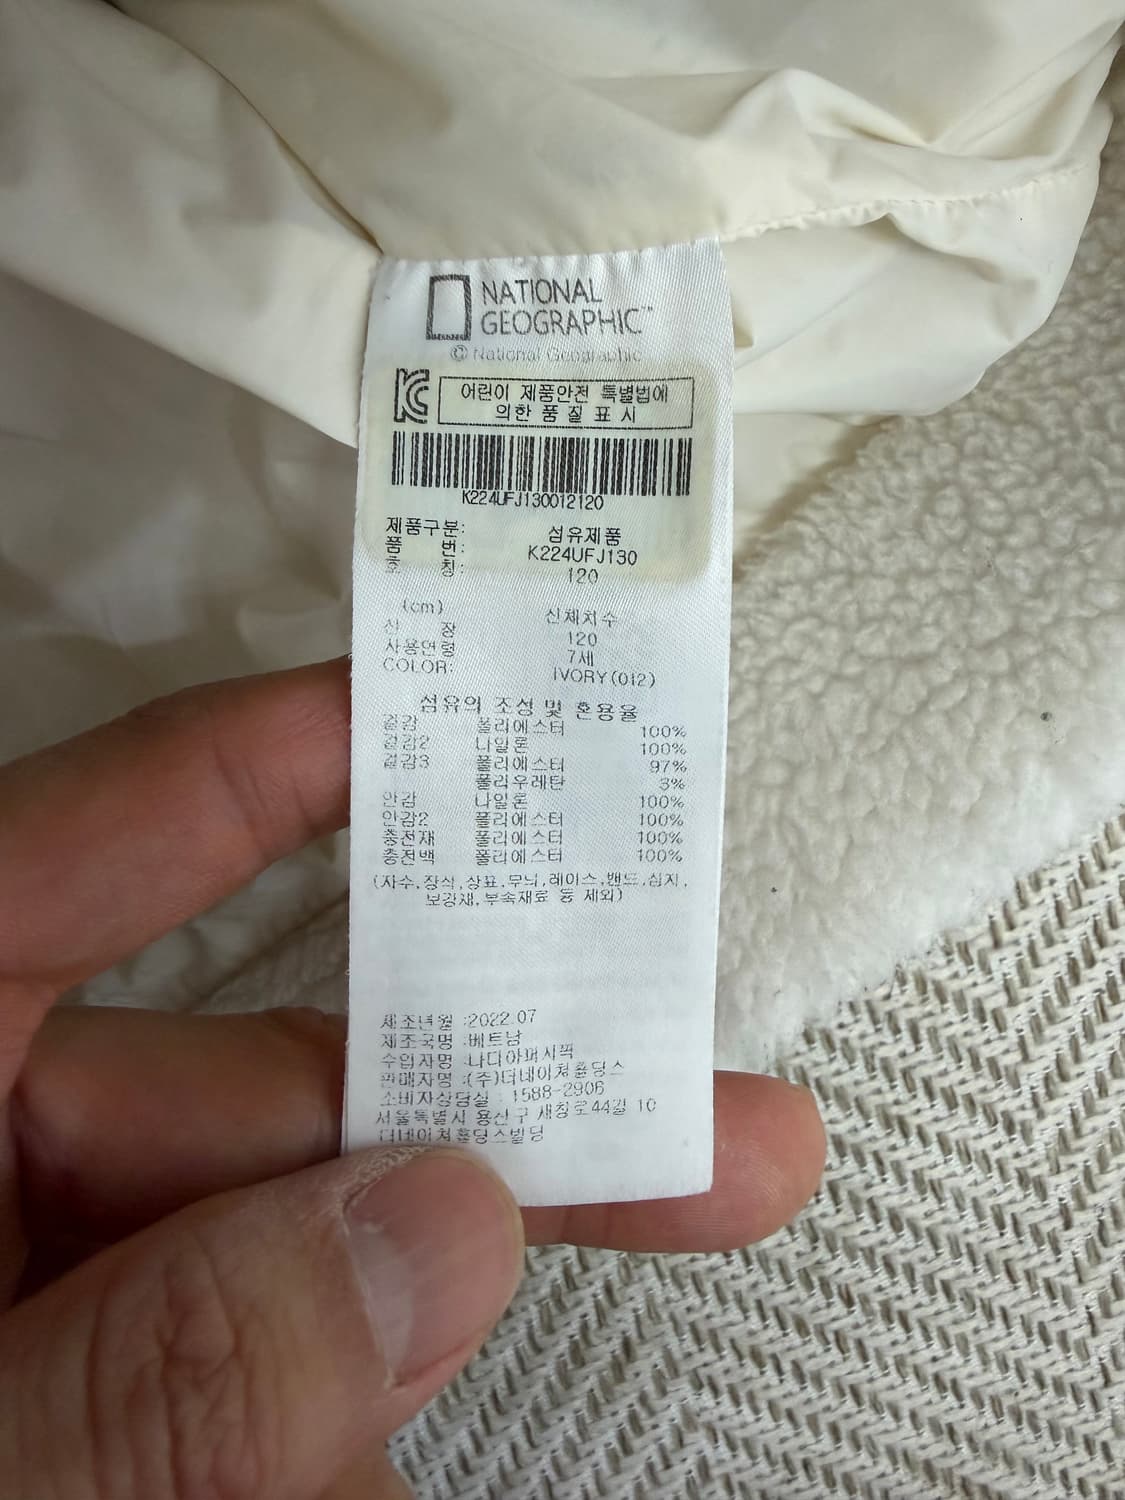 NATIONAL
GEOGRAPHIC™
© National Geographic
KC
어린이 제품안전 특별법에
의한 품 질 표 시
K224UFJ130012120
제품구분: 섬유제품
품 번: K224UFJ130
호 칭: 120
(cm) 신체치수
신 장 120
사용연령 7세
COLOR: IVORY(012)
섬유의 조성 및 혼용율
겉감 폴리에스터 100%
겉감2 나일론 100%
겉감3 폴리에스터 97%
폴리우레탄 3%
안감 나일론 100%
안감2 폴리에스터 100%
충전재 폴리에스터 100%
충전백 폴리에스터 100%
(자수,장식,상표,무늬,레이스,밴드,심지,
보강재,부속재료 등 제외)
제조년월 :2022.07
제조국명 :베트남
수입자명 :나디아퍼시픽
판매자명 :(주)더네이쳐홀딩스
소비자상담실 : 1588-2906
서울특별시 용산구 새창로44길 10
더네이쳐홀딩스빌딩